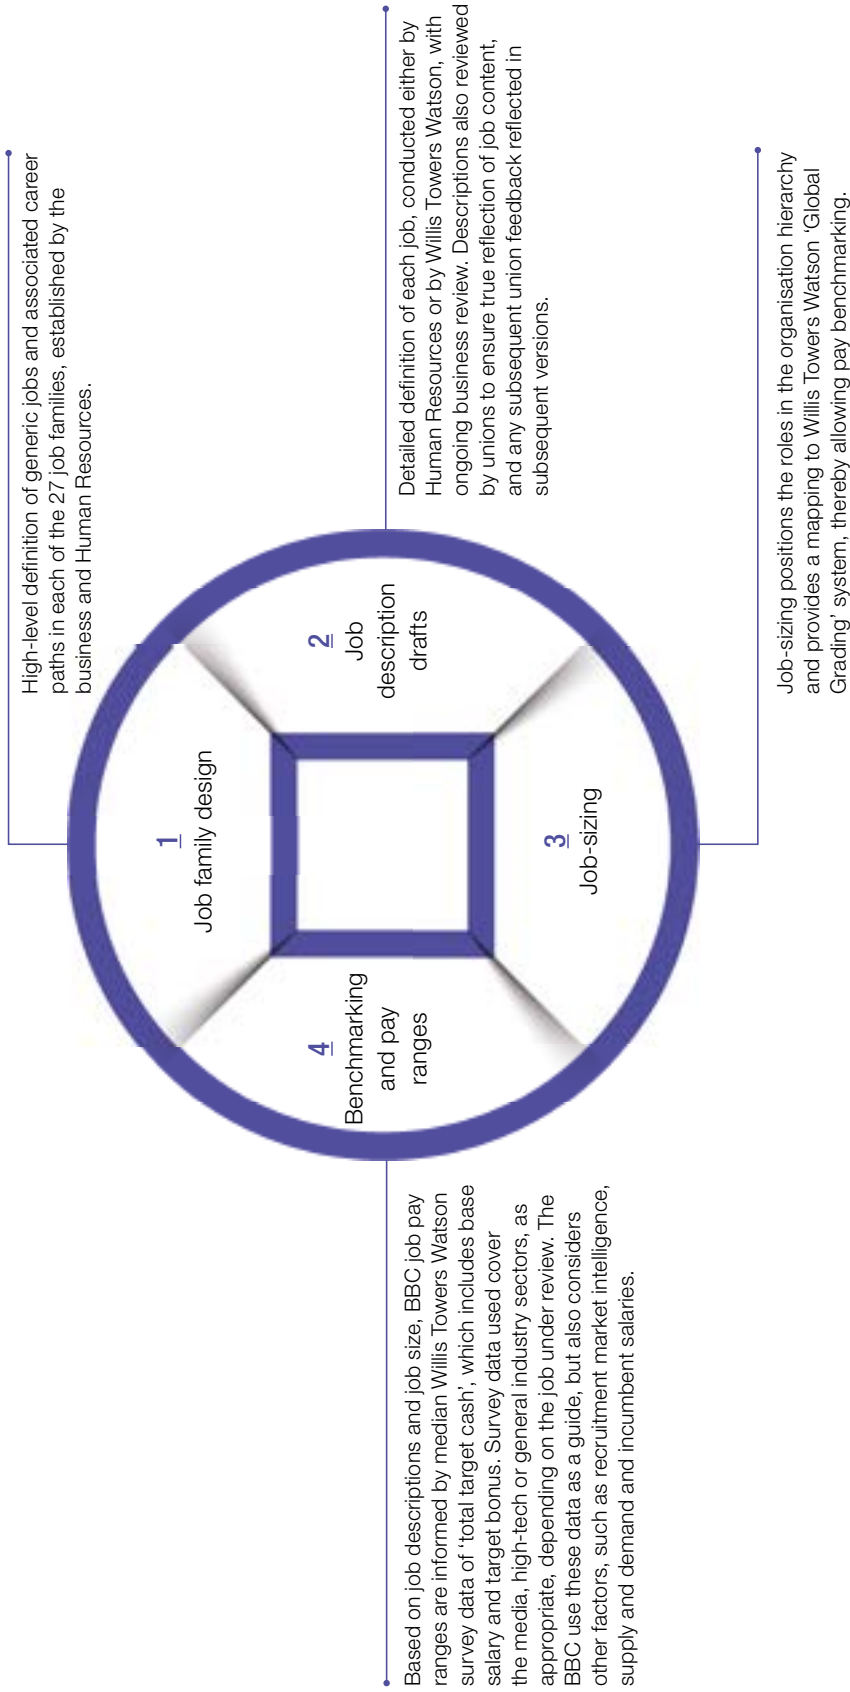 High-level definition of generic jobs and associated career
paths in each of the 27 job families, established by the
business and Human Resources.
1
Job family design
2
Job
description
drafts
Detailed definition of each job, conducted either by
Human Resources or by Willis Towers Watson, with
ongoing business review. Descriptions also reviewed
by unions to ensure true reflection of job content,
and any subsequent union feedback reflected in
subsequent versions.
3
Job-sizing
Job-sizing positions the roles in the organisation hierarchy
and provides a mapping to Willis Towers Watson ‘Global
Grading’ system, thereby allowing pay benchmarking.
4
Benchmarking
and pay
ranges
Based on job descriptions and job size, BBC job pay
ranges are informed by median Willis Towers Watson
survey data of ‘total target cash’, which includes base
salary and target bonus. Survey data used cover
the media, high-tech or general industry sectors, as
appropriate, depending on the job under review. The
BBC use these data as a guide, but also considers
other factors, such as recruitment market intelligence,
supply and demand and incumbent salaries.